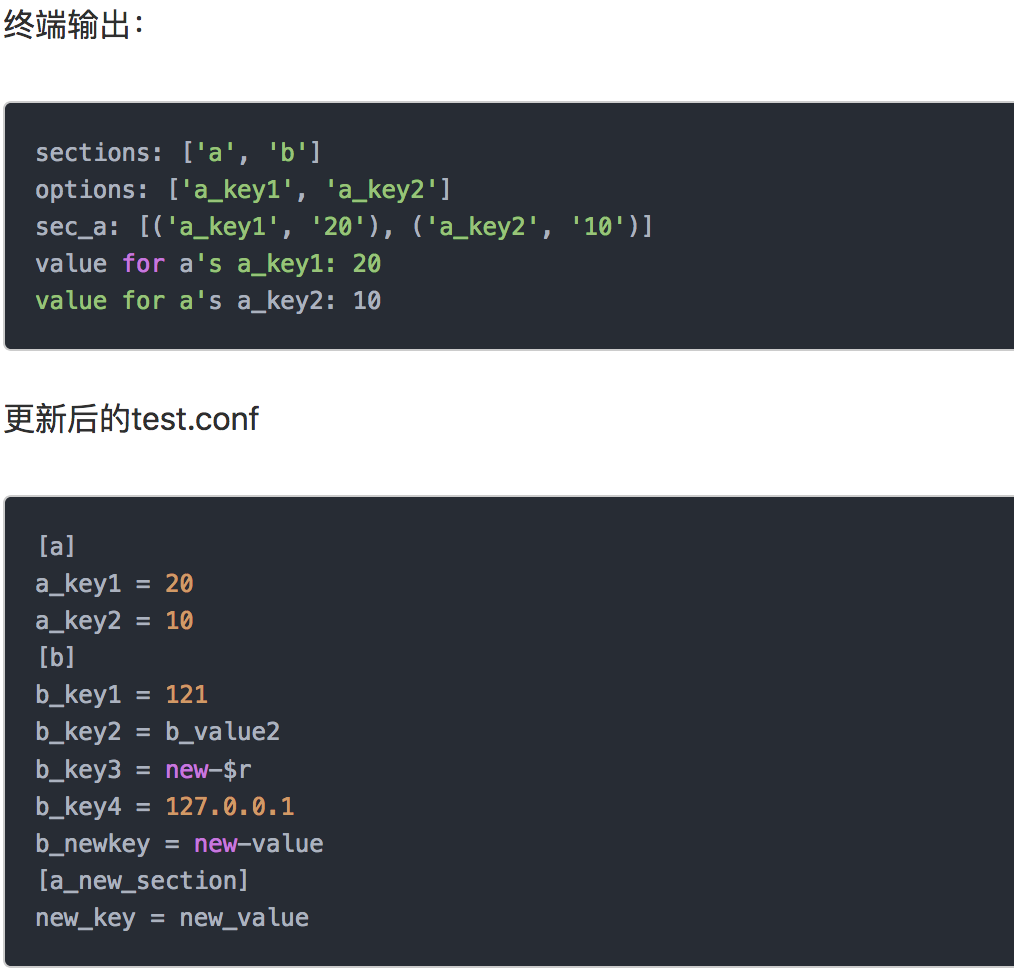 终端输出：
sections: ['a', 'b']
options: ['a_key1', 'a_key2']
sec_a: [('a_key1', '20'), ('a_key2', '10')]
value for a's a_key1: 20
value for a's a_key2: 10
更新后的test.conf
[a]
a_key1 = 20
a_key2 = 10
[b]
b_key1 = 121
b_key2 = b_value2
b_key3 = new-$r
b_key4 = 127.0.0.1
b_newkey = new-value
[a_new_section]
new_key = new_value